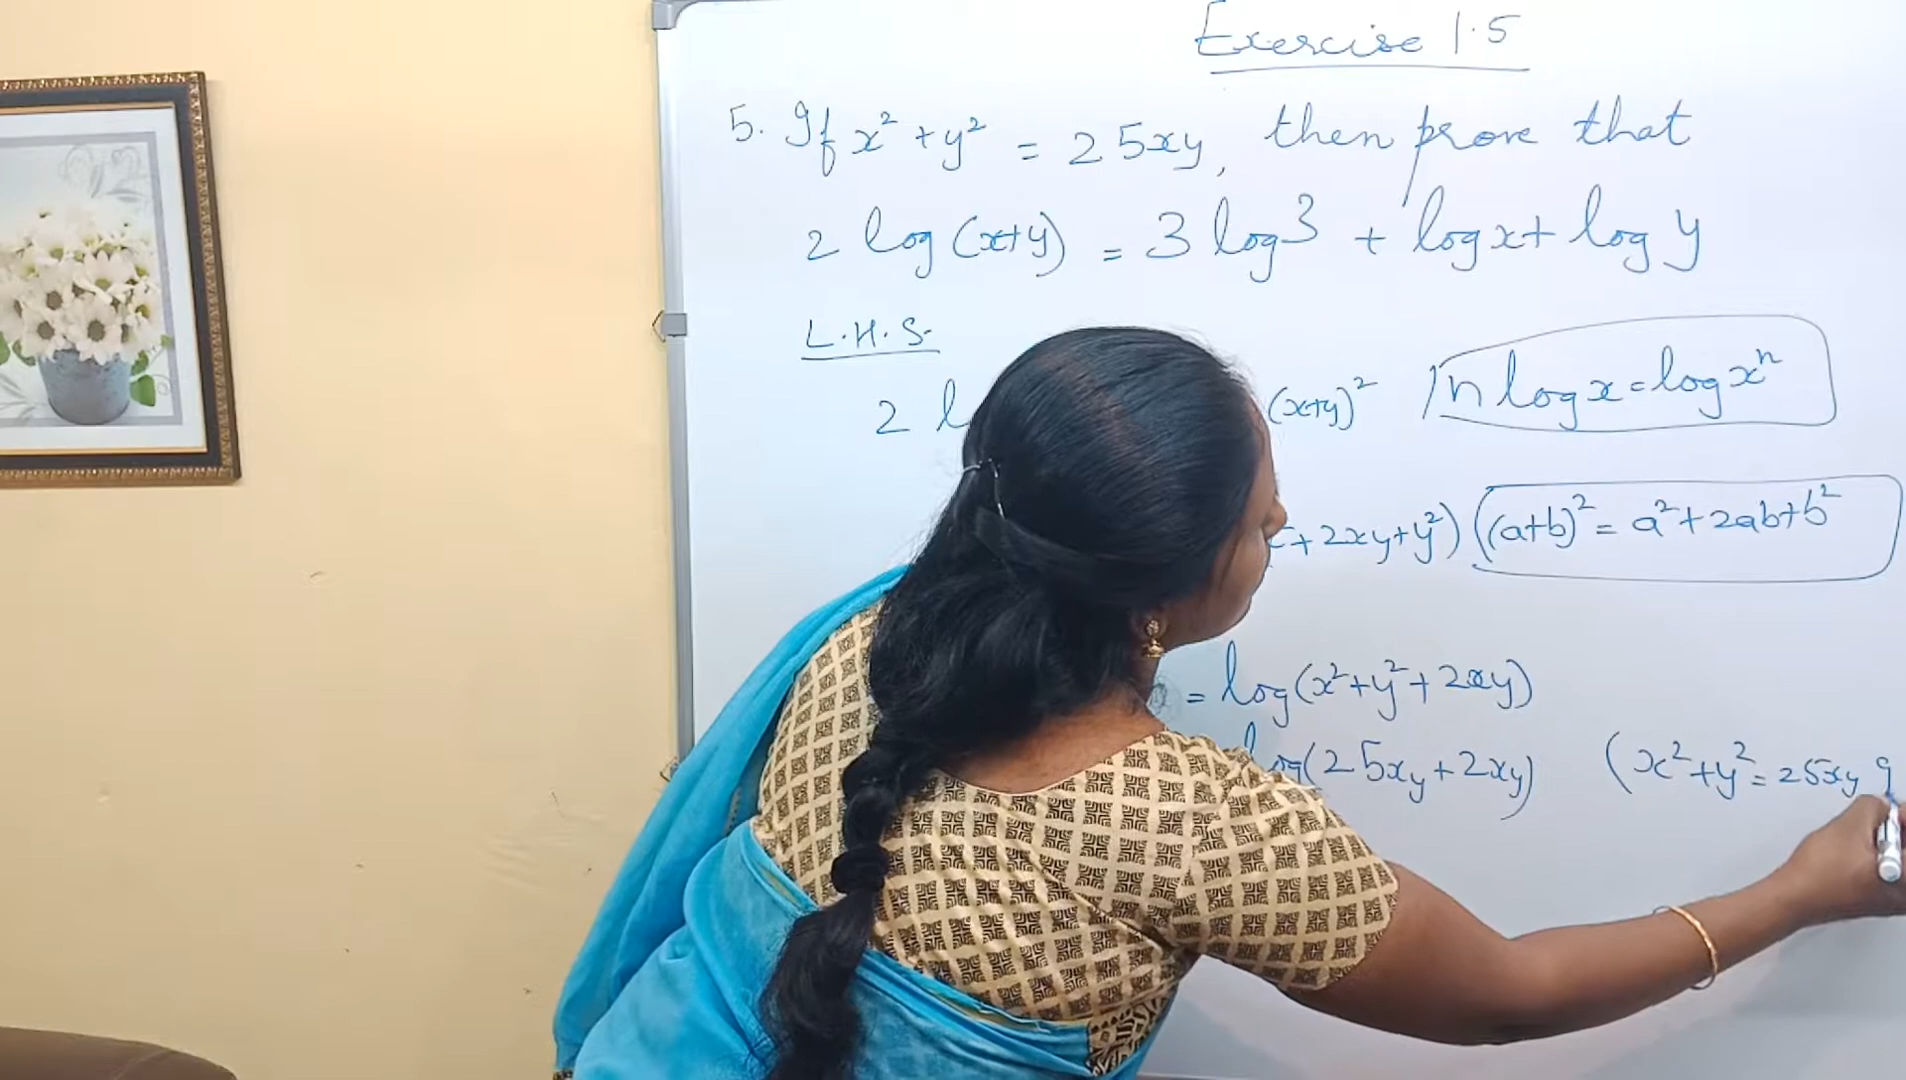 Exercise 1.5
5. If x² + y² = 25xy, then prove that
2 log (x+y) = 3 log 3 + log x + log y
L.H.S.
2 l (x+y)² n log x = log xⁿ
+ 2xy + y²) (a+b)² = a² + 2ab + b²
= log (x² + y² + 2xy)
log (25xy + 2xy) (x² + y² = 25xy